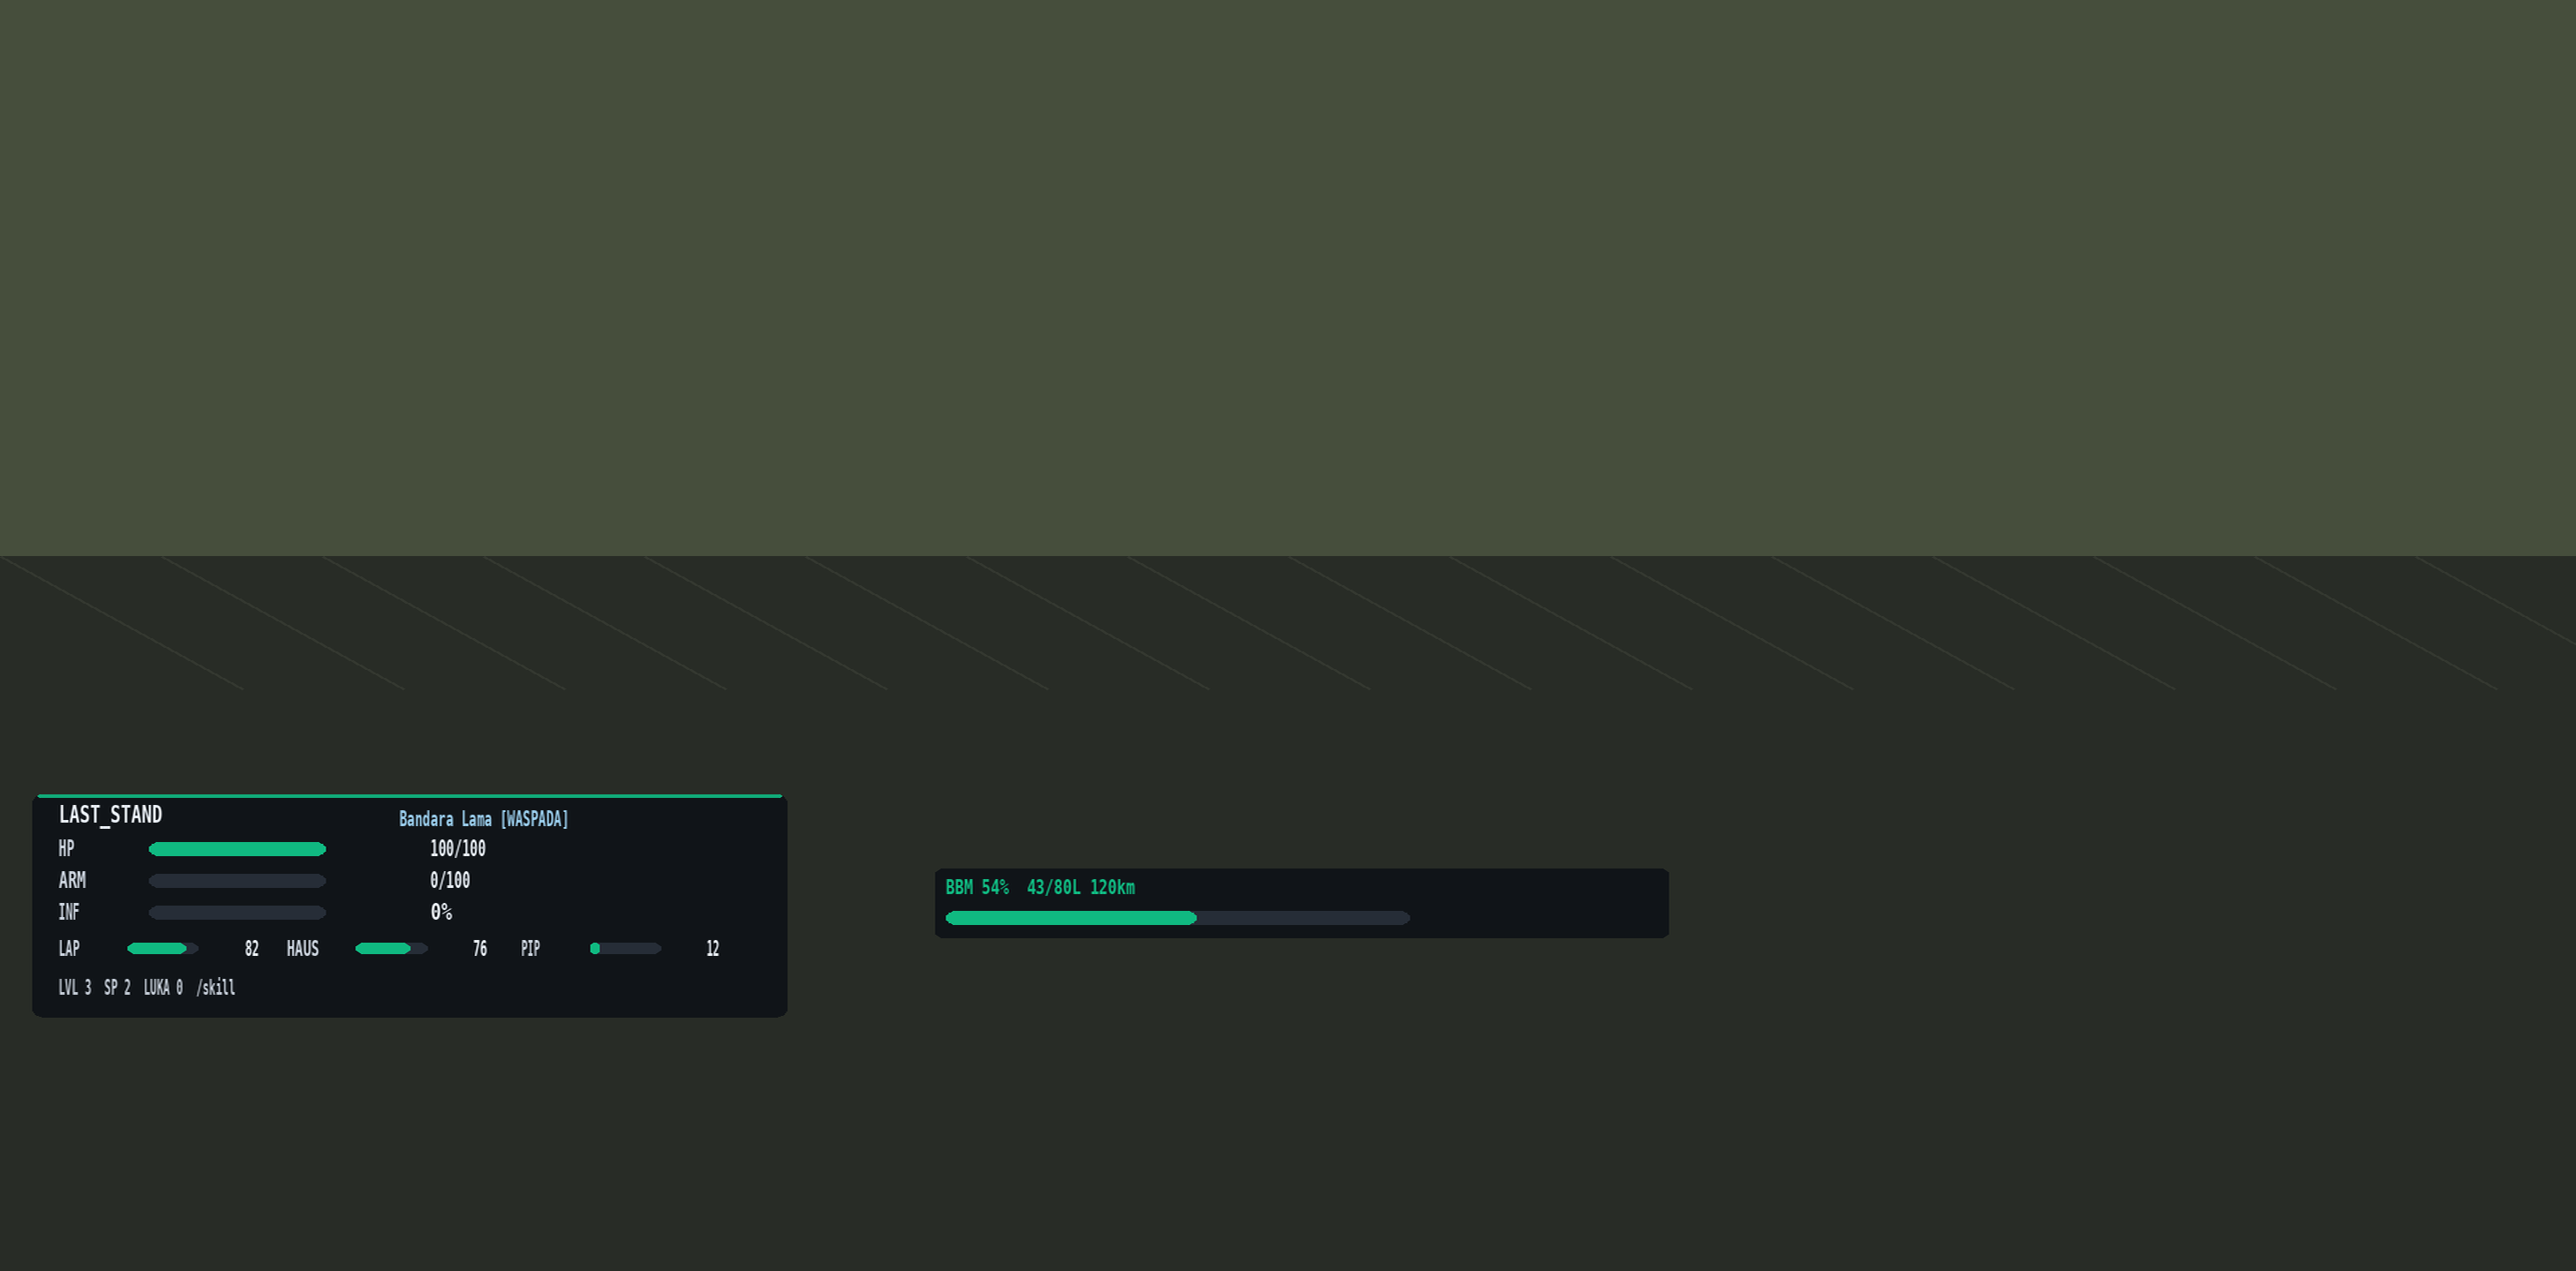 LAST_STAND
Bandara Lama [WASPADA]
HP 100/100
ARM 0/100
INF 0%
LAP 82 HAUS 76 PIP 12
LVL 3 SP 2 LUKA 0 /skill
BBM 54% 43/80L 120km